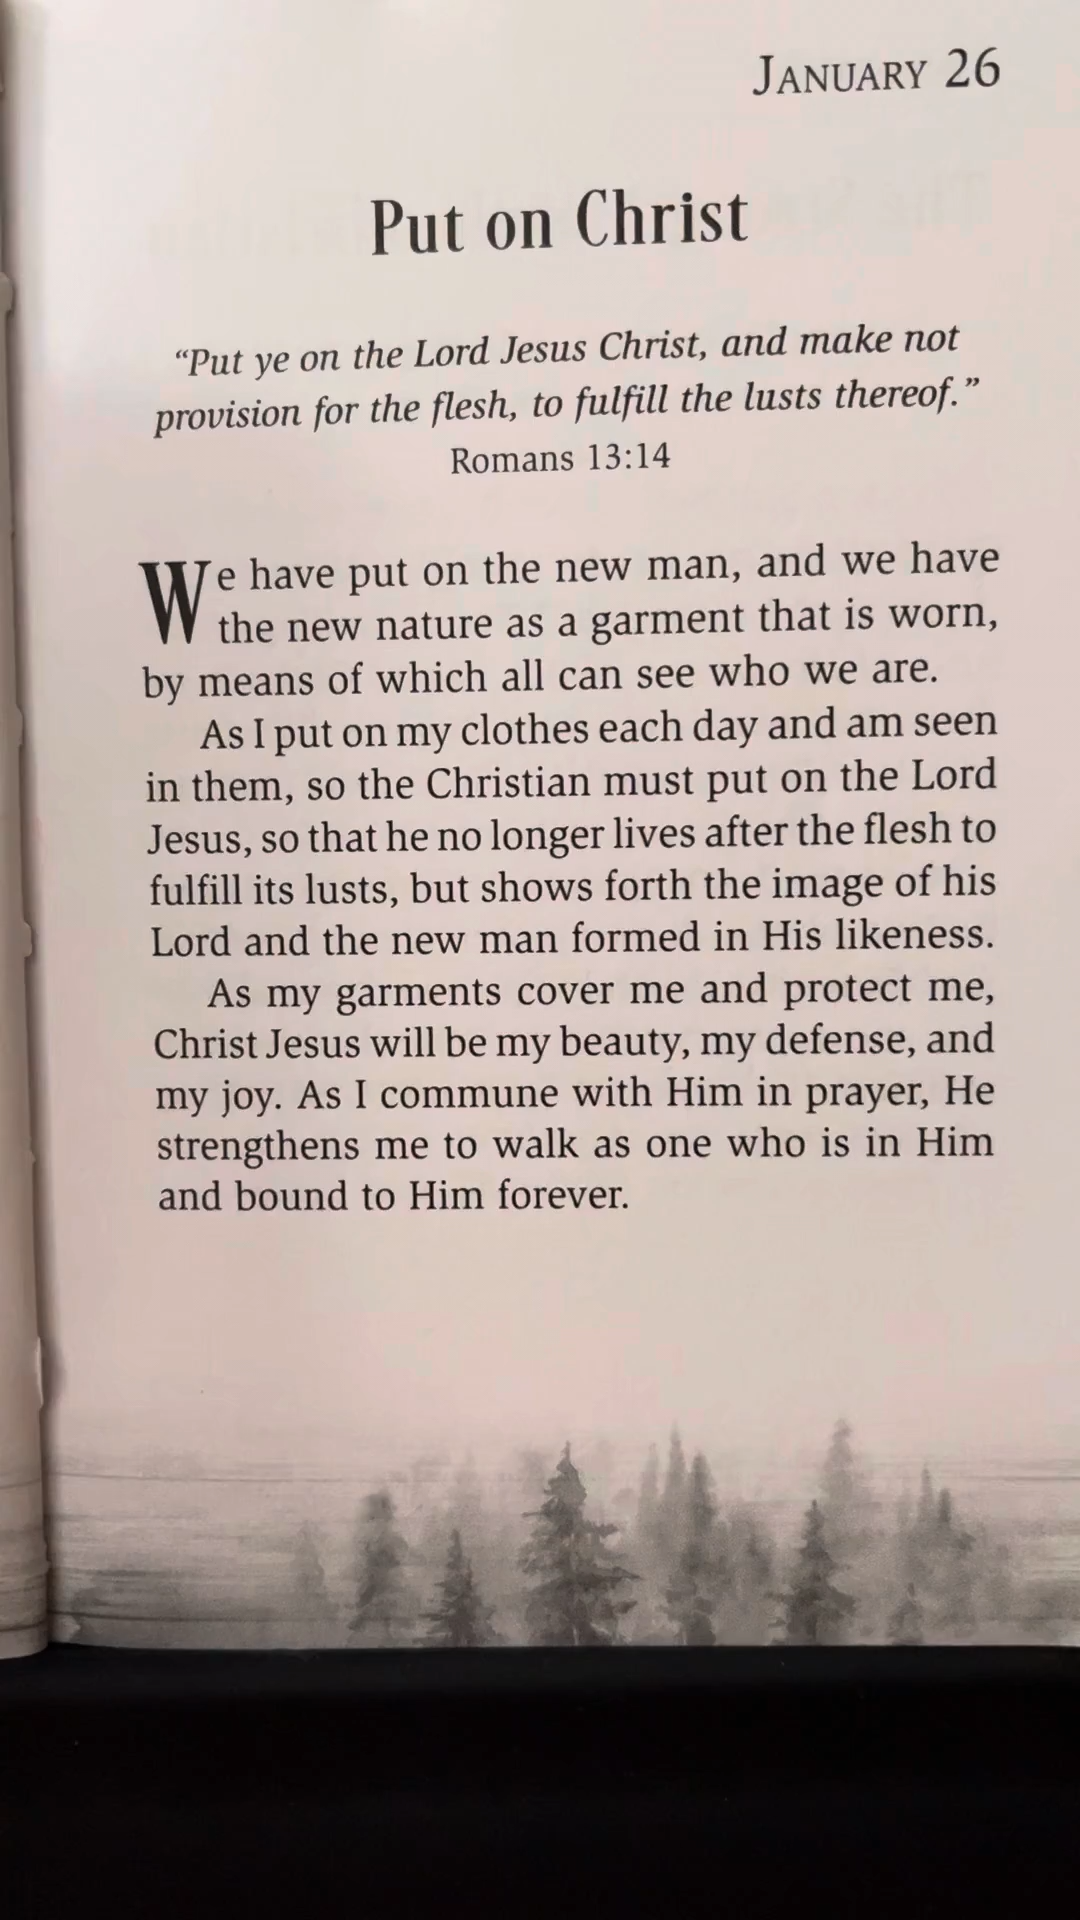 JANUARY 26
Put on Christ
“Put ye on the Lord Jesus Christ, and make not
provision for the flesh, to fulfill the lusts thereof.”
Romans 13:14
We have put on the new man, and we have
the new nature as a garment that is worn,
by means of which all can see who we are.
As I put on my clothes each day and am seen
in them, so the Christian must put on the Lord
Jesus, so that he no longer lives after the flesh to
fulfill its lusts, but shows forth the image of his
Lord and the new man formed in His likeness.
As my garments cover me and protect me,
Christ Jesus will be my beauty, my defense, and
my joy. As I commune with Him in prayer, He
strengthens me to walk as one who is in Him
and bound to Him forever.